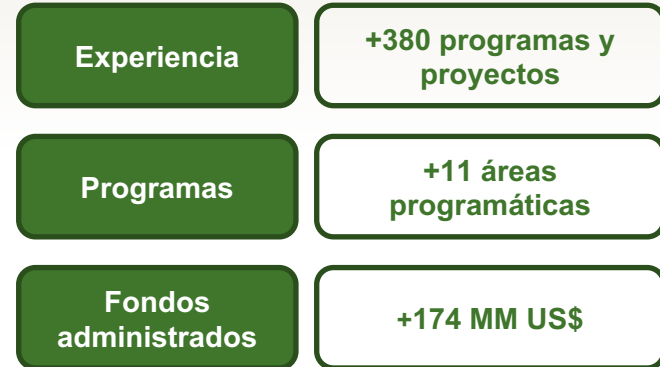 Experiencia
+380 programas y
proyectos
Programas
+11 áreas
programáticas
Fondos
administrados
+174 MM US$